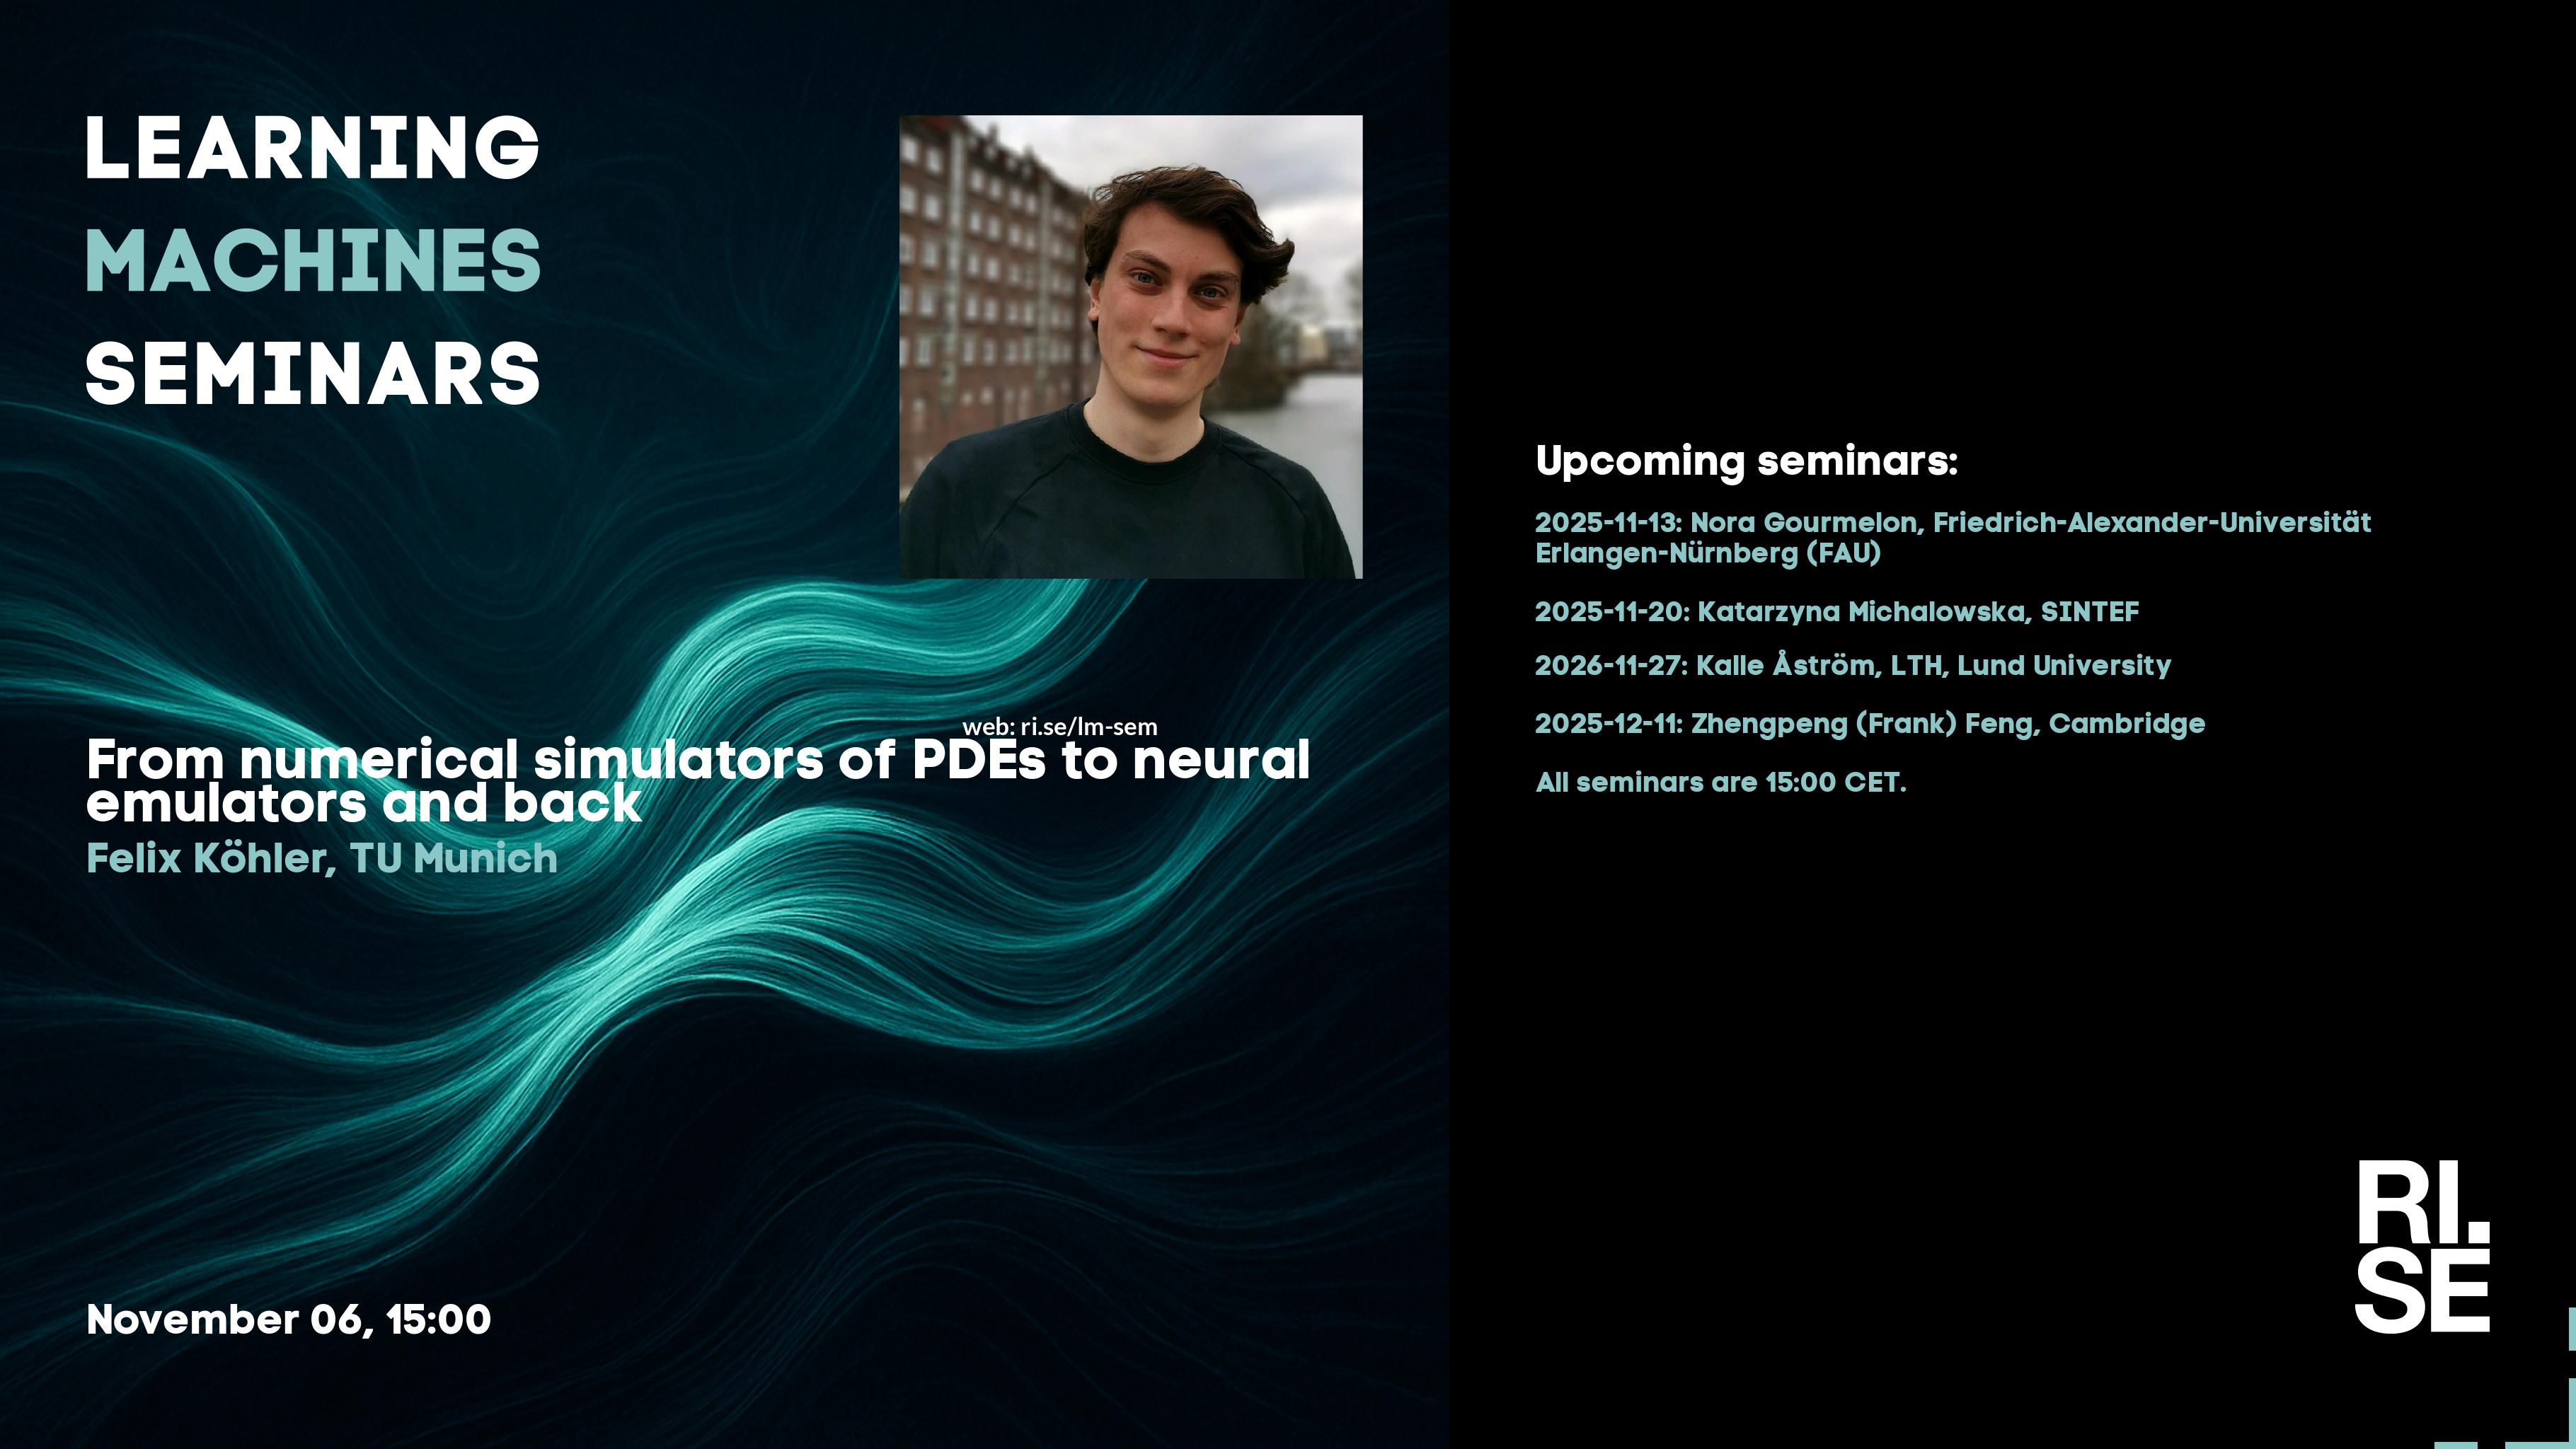 LEARNING
MACHINES
SEMINARS
web: ri.se/lm-sem
From numerical simulators of PDEs to neural
emulators and back
Felix Köhler, TU Munich
November 06, 15:00
Upcoming seminars:
2025-11-13: Nora Gourmelon, Friedrich-Alexander-Universität
Erlangen-Nürnberg (FAU)
2025-11-20: Katarzyna Michalowska, SINTEF
2026-11-27: Kalle Åström, LTH, Lund University
2025-12-11: Zhengpeng (Frank) Feng, Cambridge
All seminars are 15:00 CET.
RI.
SE